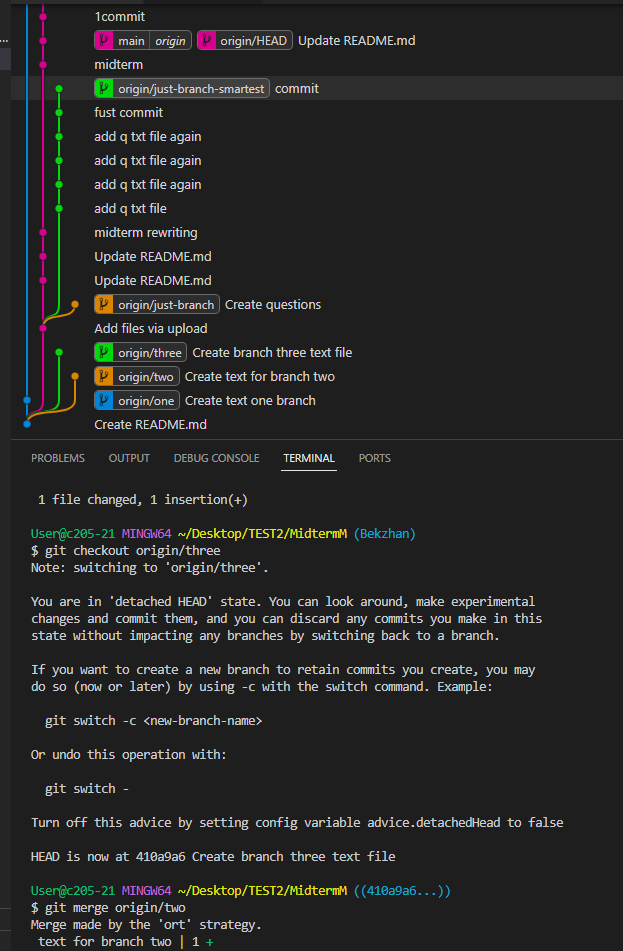 1commit
main origin origin/HEAD Update README.md
midterm
origin/just-branch-smartest commit
fust commit
add q txt file again
add q txt file again
add q txt file again
add q txt file
midterm rewriting
Update README.md
Update README.md
origin/just-branch Create questions
Add files via upload
origin/three Create branch three text file
origin/two Create text for branch two
origin/one Create text one branch
Create README.md
PROBLEMS OUTPUT DEBUG CONSOLE TERMINAL PORTS
1 file changed, 1 insertion(+)
User@c205-21 MINGW64 ~/Desktop/TEST2/MidtermM (Bekzhan)
$ git checkout origin/three
Note: switching to 'origin/three'.
You are in 'detached HEAD' state. You can look around, make experimental
changes and commit them, and you can discard any commits you make in this
state without impacting any branches by switching back to a branch.
If you want to create a new branch to retain commits you create, you may
do so (now or later) by using -c with the switch command. Example:
git switch -c <new-branch-name>
Or undo this operation with:
git switch -
Turn off this advice by setting config variable advice.detachedHead to false
HEAD is now at 410a9a6 Create branch three text file
User@c205-21 MINGW64 ~/Desktop/TEST2/MidtermM ((410a9a6...))
$ git merge origin/two
Merge made by the 'ort' strategy.
text for branch two | 1 +